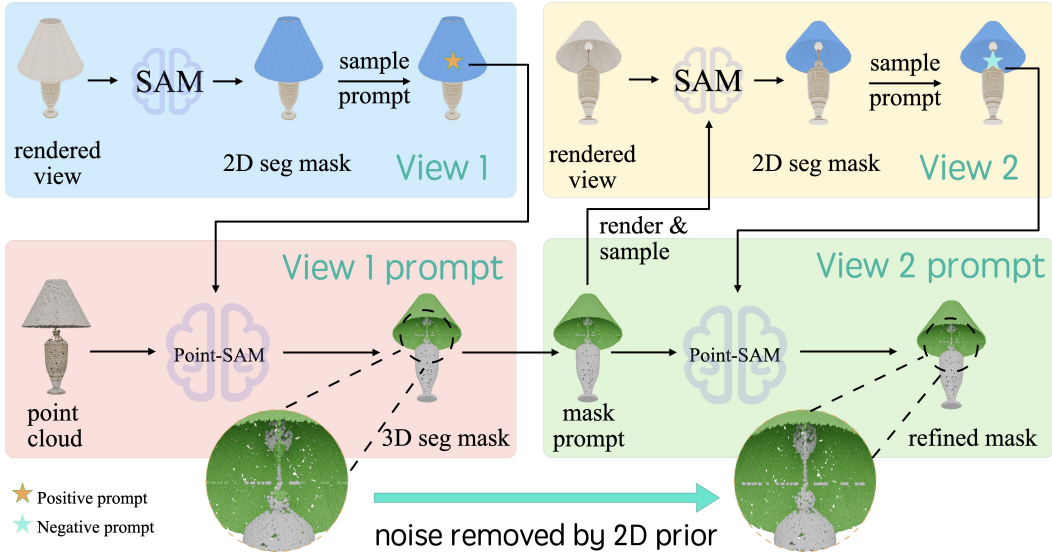 SAM
sample
prompt
rendered
view
2D seg mask
View 1
SAM
sample
prompt
rendered
view
2D seg mask
View 2
render &
sample
View 1 prompt
Point-SAM
point
cloud
3D seg mask
View 2 prompt
Point-SAM
mask
prompt
refined mask
Positive prompt
Negative prompt
noise removed by 2D prior